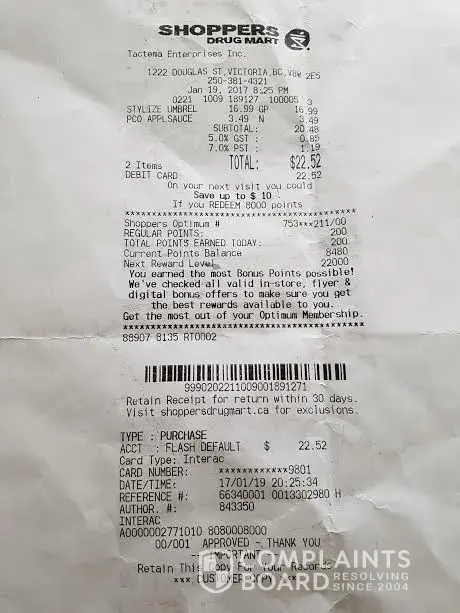 SHOPPERS
DRUG MART
Tactema Enterprises Inc.
1222 DOUGLAS ST,VICTORIA,BC,V8W 2E5
250-381-4321
Jan 19, 2017 8:25 PM
0221 1009 189127 100005 3
STYLIZE UMBREL 16.99 GP 16.99
PCO APPLSAUCE 3.49 N 3.49
SUBTOTAL: 20.48
5.0% GST : 0.85
7.0% PST : 1.19
2 Items TOTAL: $22.52
DEBIT CARD 22.52
On your next visit you could
Save up to $ 10
If you REDEEM 8000 points
Shoppers Optimum # 753***211/00
REGULAR POINTS: 200
TOTAL POINTS EARNED TODAY: 200
Current Points Balance 8480
Next Reward Level 22000
You earned the most Bonus Points possible!
We've checked all valid in-store, flyer &
digital bonus offers to make sure you get
the best rewards available to you.
Get the most out of your Optimum Membership.
88907 8135 RT0002
9990202211009001891271
Retain Receipt for return within 30 days.
Visit shoppersdrugmart.ca for exclusions.
TYPE : PURCHASE
ACCT : FLASH DEFAULT $ 22.52
Card Type: Interac
CARD NUMBER: ************9801
DATE/TIME: 17/01/19 20:25:34
REFERENCE #: 66340001 0013302980 H
AUTHOR. #: 843350
INTERAC
A0000002771010 8080008000
00/001 APPROVED - THANK YOU
-- IMPORTANT --
Retain This Copy For Your Records
*** CUSTOMER COPY ***
COMPLAINTS
BOARD RESOLVING
SINCE 2004